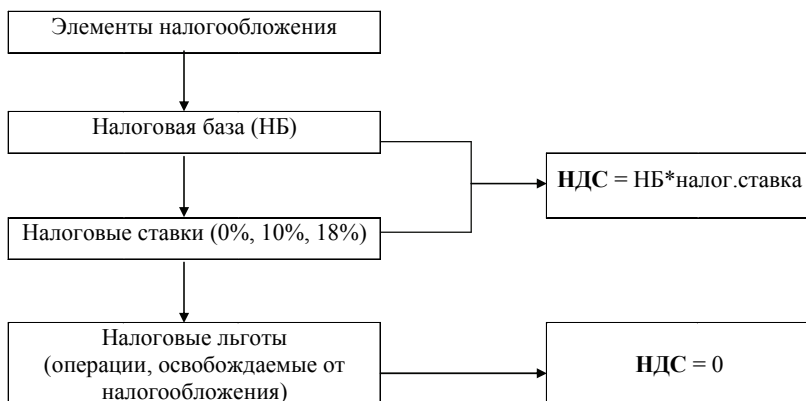 Элементы налогообложения
Налоговая база (НБ)
НДС = НБ*налог.ставка
Налоговые ставки (0%, 10%, 18%)
Налоговые льготы
(операции, освобождаемые от
налогообложения)
НДС = 0